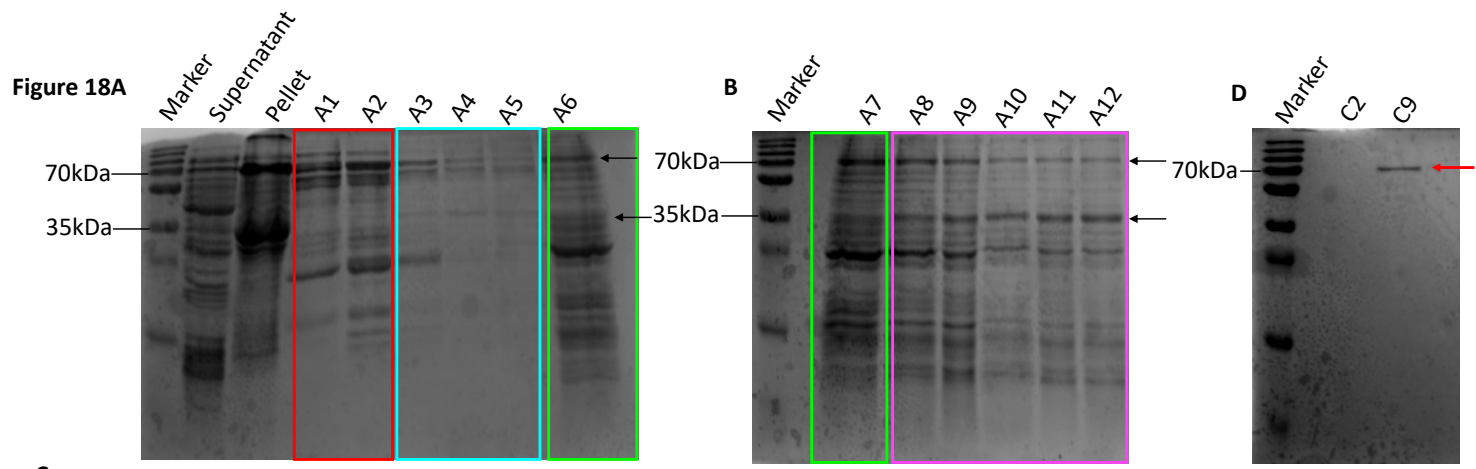 Figure 18A
Marker
Supernatant
Pellet
A1
A2
A3
A4
A5
A6
70kDa
35kDa
B
Marker
A7
A8
A9
A10
A11
A12
70kDa
35kDa
D
Marker
C2
C9
70kDa